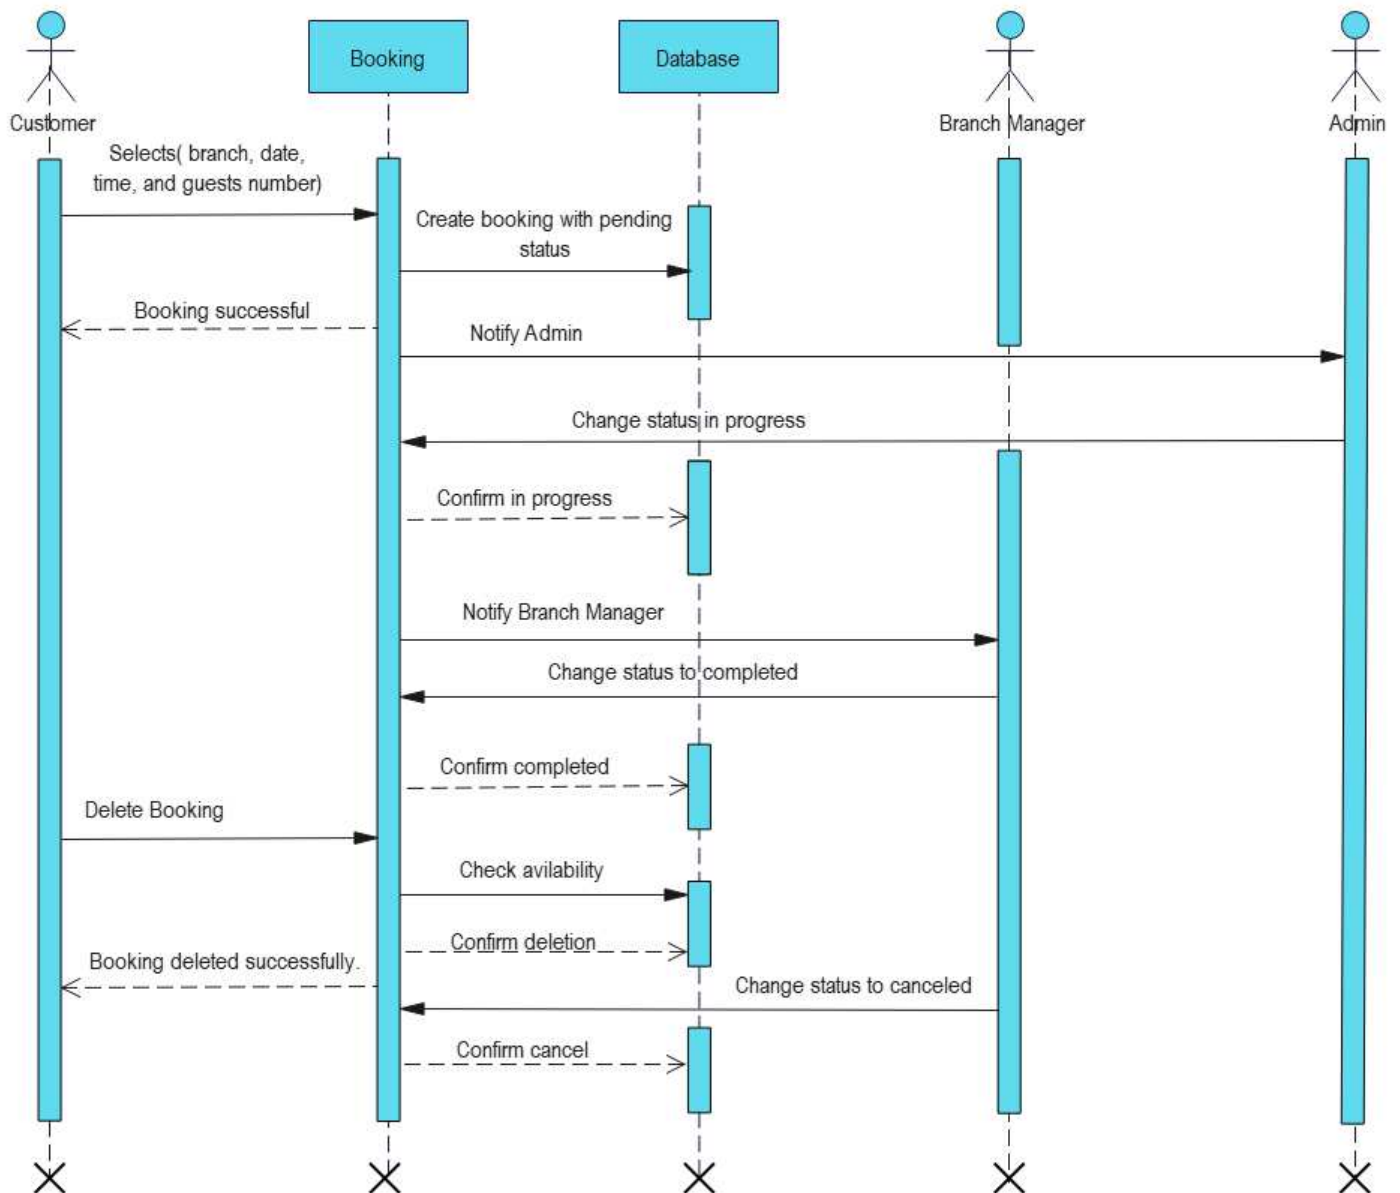 Booking
Database
Customer
Branch Manager
Admin
Selects( branch, date,
time, and guests number)
Create booking with pending
status
Booking successful
Notify Admin
Change status in progress
Confirm in progress
Notify Branch Manager
Change status to completed
Confirm completed
Delete Booking
Check avilability
Confirm deletion
Booking deleted successfully.
Change status to canceled
Confirm cancel